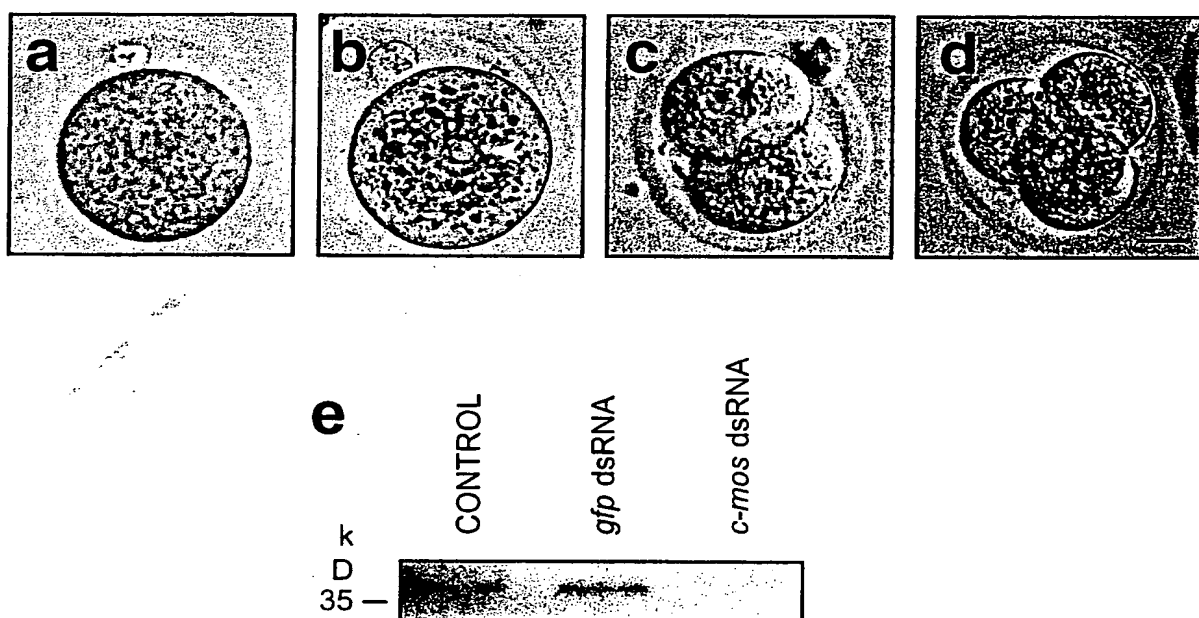 a
b
c
d
e
CONTROL
gfp dsRNA
c-mos dsRNA
k
D
35 —